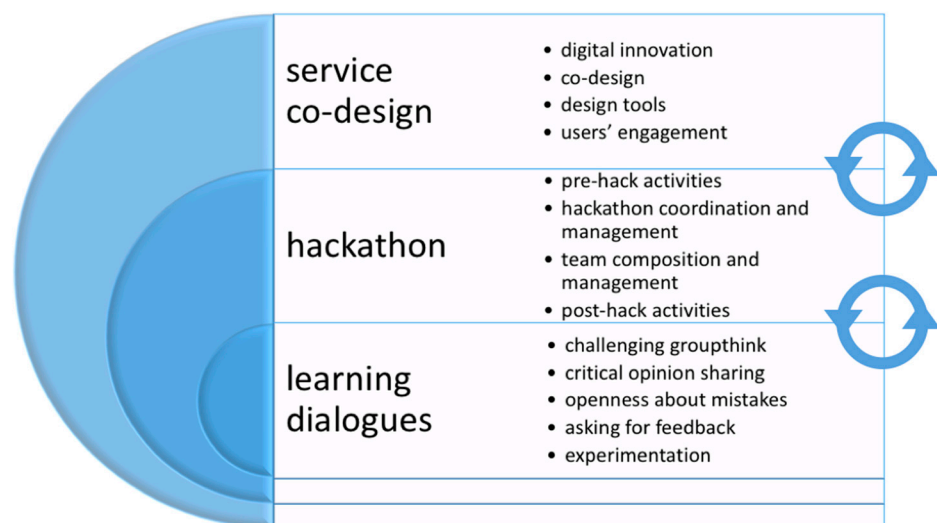 service
co-design
• digital innovation
• co-design
• design tools
• users' engagement
hackathon
• pre-hack activities
• hackathon coordination and
management
• team composition and
management
• post-hack activities
learning
dialogues
• challenging groupthink
• critical opinion sharing
• openness about mistakes
• asking for feedback
• experimentation